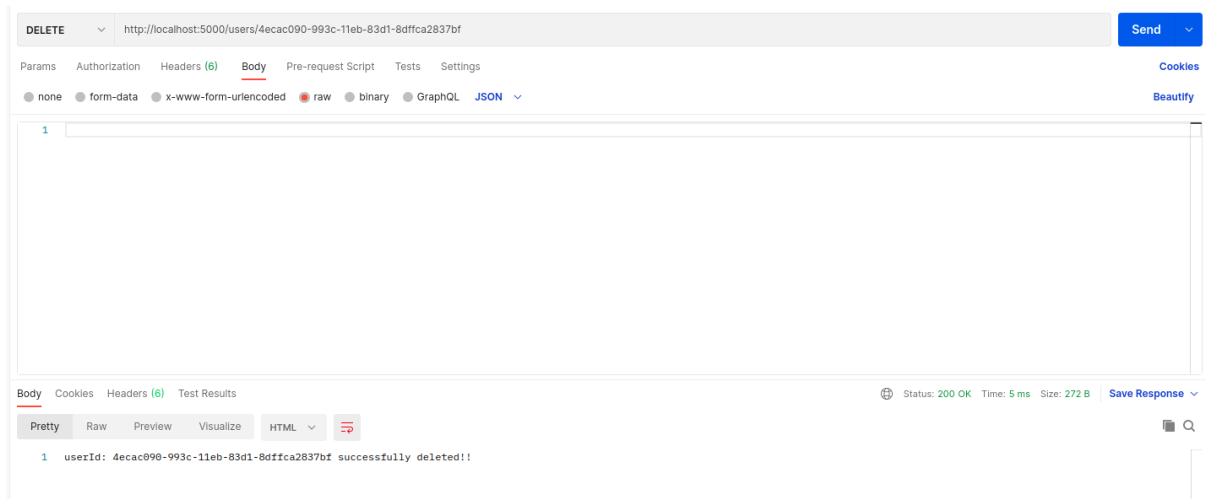 DELETE http://localhost:5000/users/4ecac090-993c-11eb-83d1-8dffca2837bf Send
Params Authorization Headers (6) Body Pre-request Script Tests Settings Cookies
none form-data x-www-form-urlencoded raw binary GraphQL JSON Beautify
1
Body Cookies Headers (6) Test Results Status: 200 OK Time: 5 ms Size: 272 B Save Response
Pretty Raw Preview Visualize HTML
1 userId: 4ecac090-993c-11eb-83d1-8dffca2837bf successfully deleted!!